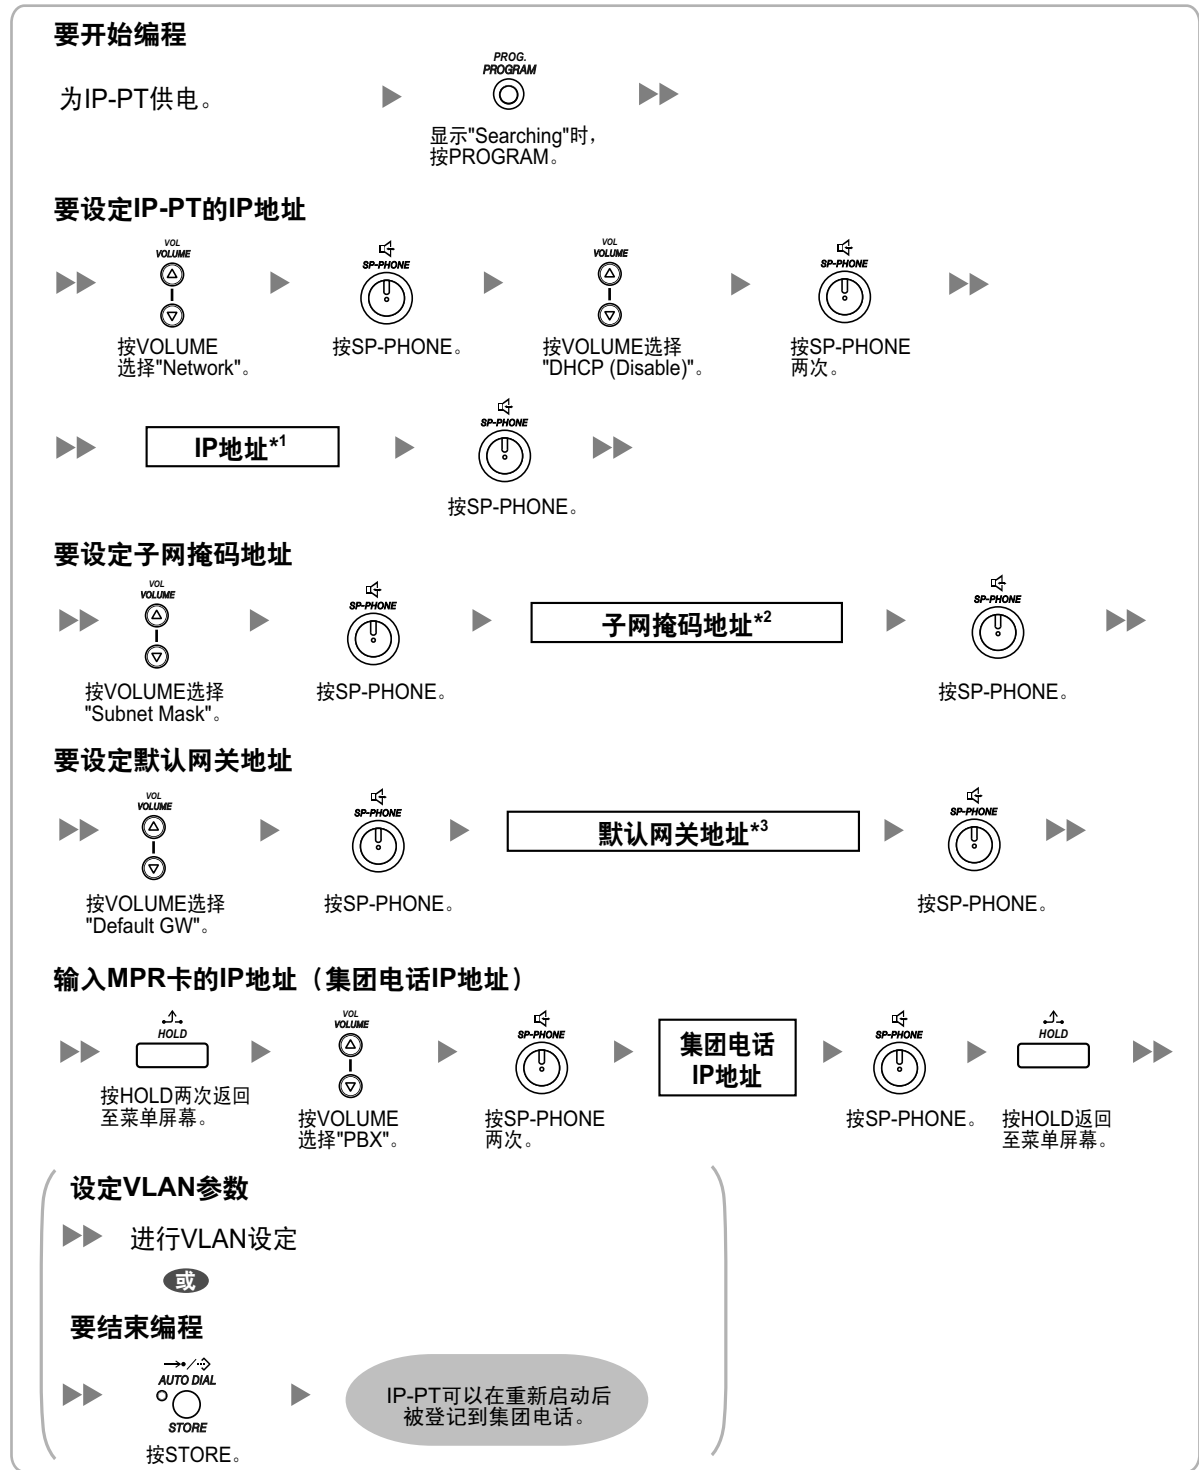 要开始编程
PROG.
PROGRAM
为IP-PT供电。
显示"Searching"时，
按PROGRAM。
要设定IP-PT的IP地址
VOL
VOLUME
SP-PHONE
VOL
VOLUME
SP-PHONE
按VOLUME
选择"Network"。
按SP-PHONE。
按VOLUME选择
"DHCP (Disable)"。
按SP-PHONE
两次。
IP地址*1
SP-PHONE
按SP-PHONE。
要设定子网掩码地址
VOL
VOLUME
SP-PHONE
子网掩码地址*2
SP-PHONE
按VOLUME选择
"Subnet Mask"。
按SP-PHONE。
按SP-PHONE。
要设定默认网关地址
VOL
VOLUME
SP-PHONE
默认网关地址*3
SP-PHONE
按VOLUME选择
"Default GW"。
按SP-PHONE。
按SP-PHONE。
输入MPR卡的IP地址（集团电话IP地址）
HOLD
VOL
VOLUME
SP-PHONE
集团电话
IP地址
SP-PHONE
HOLD
按HOLD两次返回
至菜单屏幕。
按VOLUME
选择"PBX"。
按SP-PHONE
两次。
按SP-PHONE。
按HOLD返回
至菜单屏幕。
设定VLAN参数
进行VLAN设定
或
要结束编程
AUTO DIAL
STORE
按STORE。
IP-PT可以在重新启动后
被登记到集团电话。